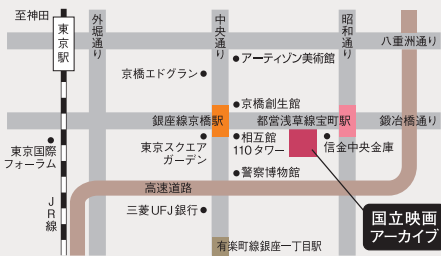 至神田
東京駅
外堀通り
中央通り
昭和通り
八重洲通り
アーティゾン美術館
京橋エドグラン
京橋創生館
銀座線京橋駅
都営浅草線宝町駅
鍛冶橋通り
東京国際
フォーラム
東京スクエア
ガーデン
相互館
110タワー
信金中央金庫
警察博物館
高速道路
JR線
三菱UFJ銀行
国立映画
アーカイブ
有楽町線銀座一丁目駅